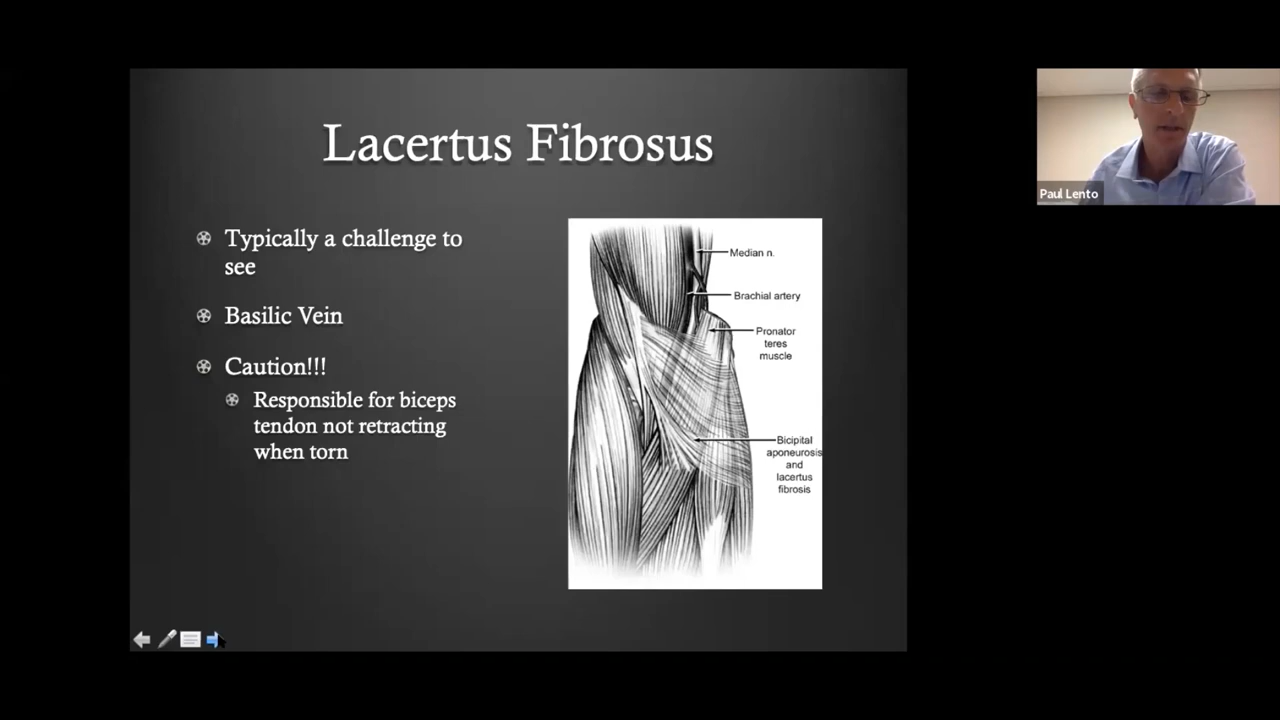 Lacertus Fibrosus
Typically a challenge to
see
Basilic Vein
Caution!!!
Responsible for biceps
tendon not retracting
when torn
Median n.
Brachial artery
Pronator
teres
muscle
Bicipital
aponeurosis
and
lacertus
fibrosis
Paul Lento